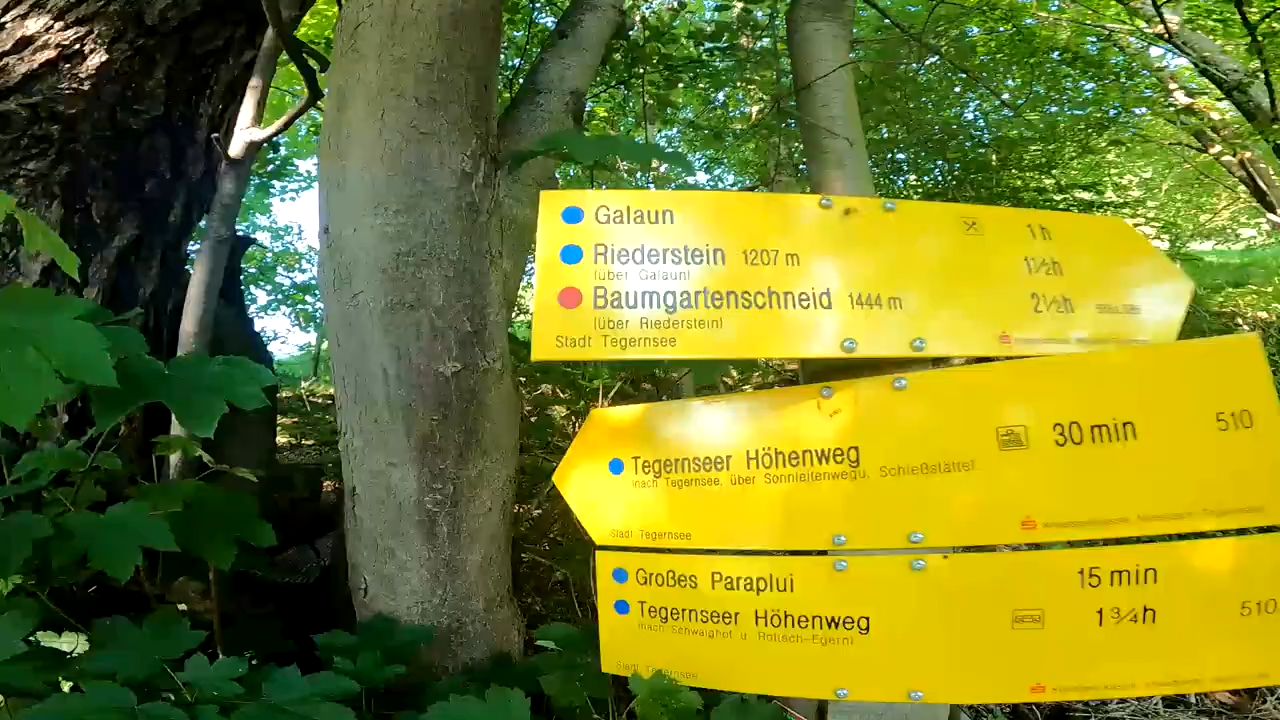 Galaun 1 h
Riederstein 1207 m 1½h
(über Galaun)
Baumgartenschneid 1444 m 2½h
(über Riederstein)
Stadt Tegernsee
Tegernseer Höhenweg 30 min 510
(nach Tegernsee, über Sonnleitenweg u. Schießstätte)
Stadt Tegernsee
Großes Paraplui 15 min
Tegernseer Höhenweg 1¾h 510
(nach Schwaighof u. Rottach-Egern)
Stadt Tegernsee